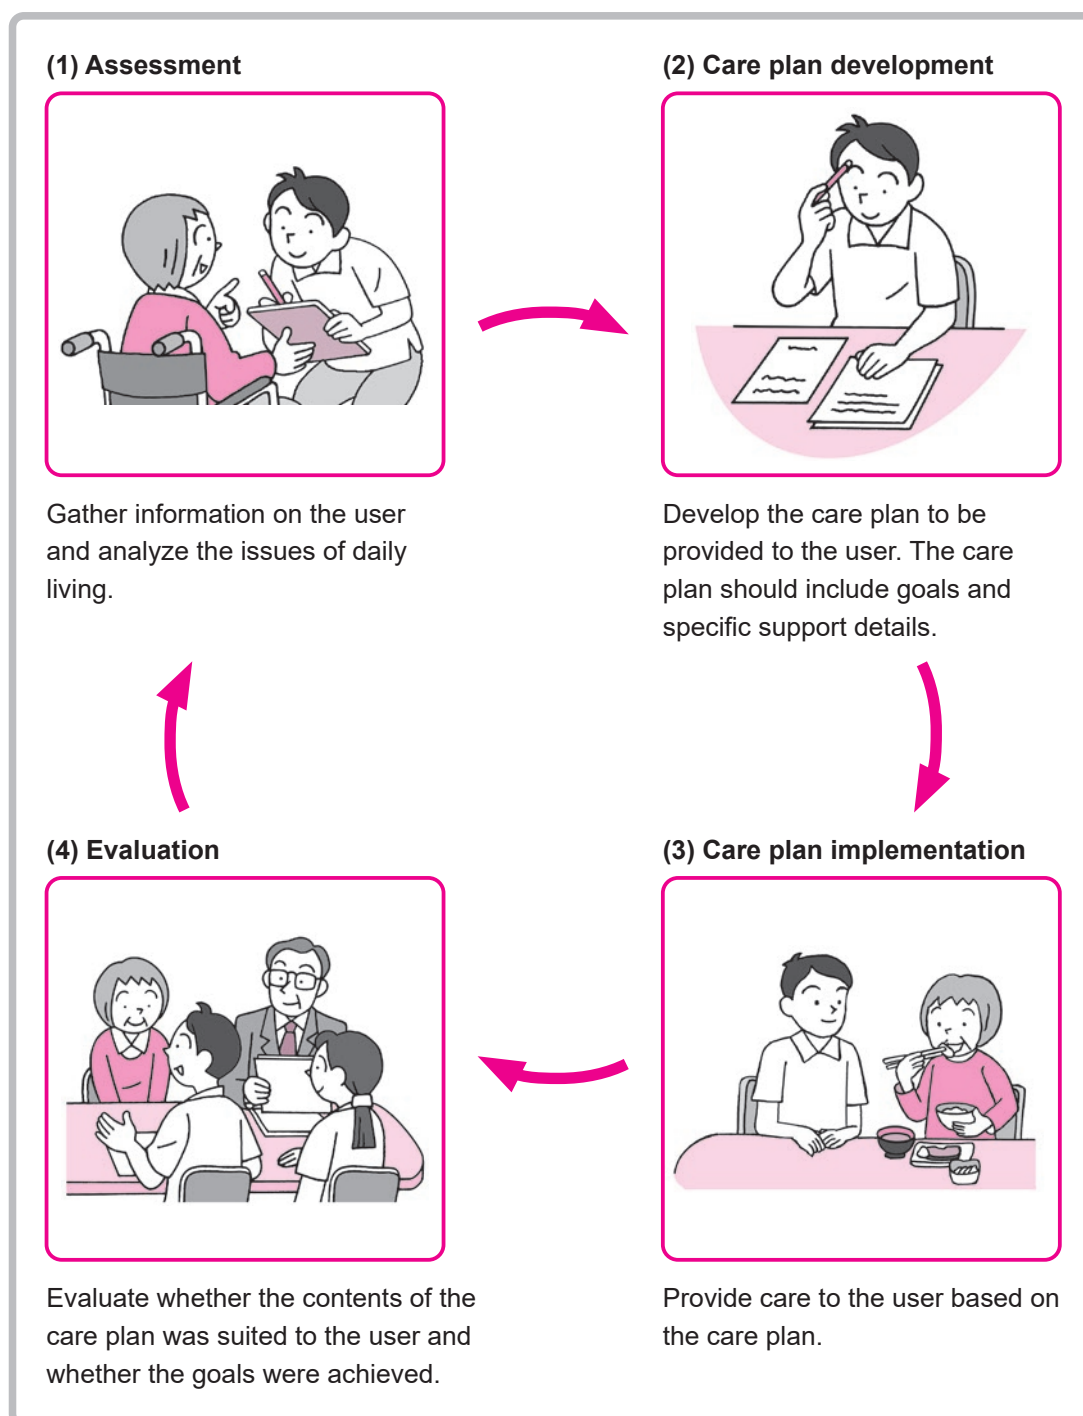 (1) Assessment
Gather information on the user
and analyze the issues of daily
living.
(2) Care plan development
Develop the care plan to be
provided to the user. The care
plan should include goals and
specific support details.
(3) Care plan implementation
Provide care to the user based on
the care plan.
(4) Evaluation
Evaluate whether the contents of the
care plan was suited to the user and
whether the goals were achieved.